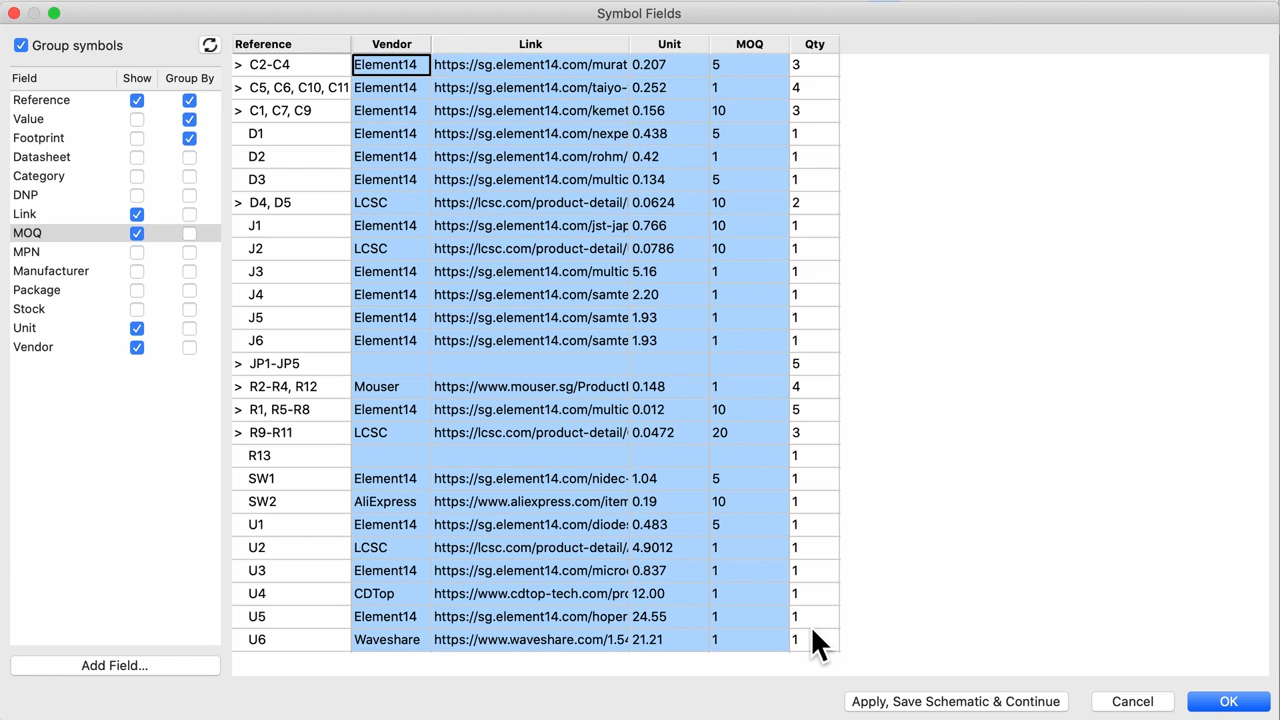 Symbol Fields
Group symbols
Field Show Group By
Reference
Value
Footprint
Datasheet
Category
DNP
Link
MOQ
MPN
Manufacturer
Package
Stock
Unit
Vendor
Add Field...
Reference Vendor Link Unit MOQ Qty
> C2-C4 Element14 https://sg.element14.com/murat 0.207 5 3
> C5, C6, C10, C11 Element14 https://sg.element14.com/taiyo- 0.252 1 4
> C1, C7, C9 Element14 https://sg.element14.com/kemet 0.156 10 3
D1 Element14 https://sg.element14.com/nexpe 0.438 5 1
D2 Element14 https://sg.element14.com/rohm/ 0.42 1 1
D3 Element14 https://sg.element14.com/multic 0.134 5 1
> D4, D5 LCSC https://lcsc.com/product-detail/ 0.0624 10 2
J1 Element14 https://sg.element14.com/jst-jap 0.766 10 1
J2 LCSC https://lcsc.com/product-detail/ 0.0786 10 1
J3 Element14 https://sg.element14.com/multic 5.16 1 1
J4 Element14 https://sg.element14.com/samte 2.20 1 1
J5 Element14 https://sg.element14.com/samte 1.93 1 1
J6 Element14 https://sg.element14.com/samte 1.93 1 1
> JP1-JP5 5
> R2-R4, R12 Mouser https://www.mouser.sg/Productl 0.148 1 4
> R1, R5-R8 Element14 https://sg.element14.com/multic 0.012 10 5
> R9-R11 LCSC https://lcsc.com/product-detail/ 0.0472 20 3
R13 1
SW1 Element14 https://sg.element14.com/nidec- 1.04 5 1
SW2 AliExpress https://www.aliexpress.com/item 0.19 10 1
U1 Element14 https://sg.element14.com/diode: 0.483 5 1
U2 LCSC https://lcsc.com/product-detail/. 4.9012 1 1
U3 Element14 https://sg.element14.com/micro 0.837 1 1
U4 CDTop https://www.cdtop-tech.com/pro 12.00 1 1
U5 Element14 https://sg.element14.com/hoper 24.55 1 1
U6 Waveshare https://www.waveshare.com/1.54 21.21 1 1
Apply, Save Schematic & Continue Cancel OK